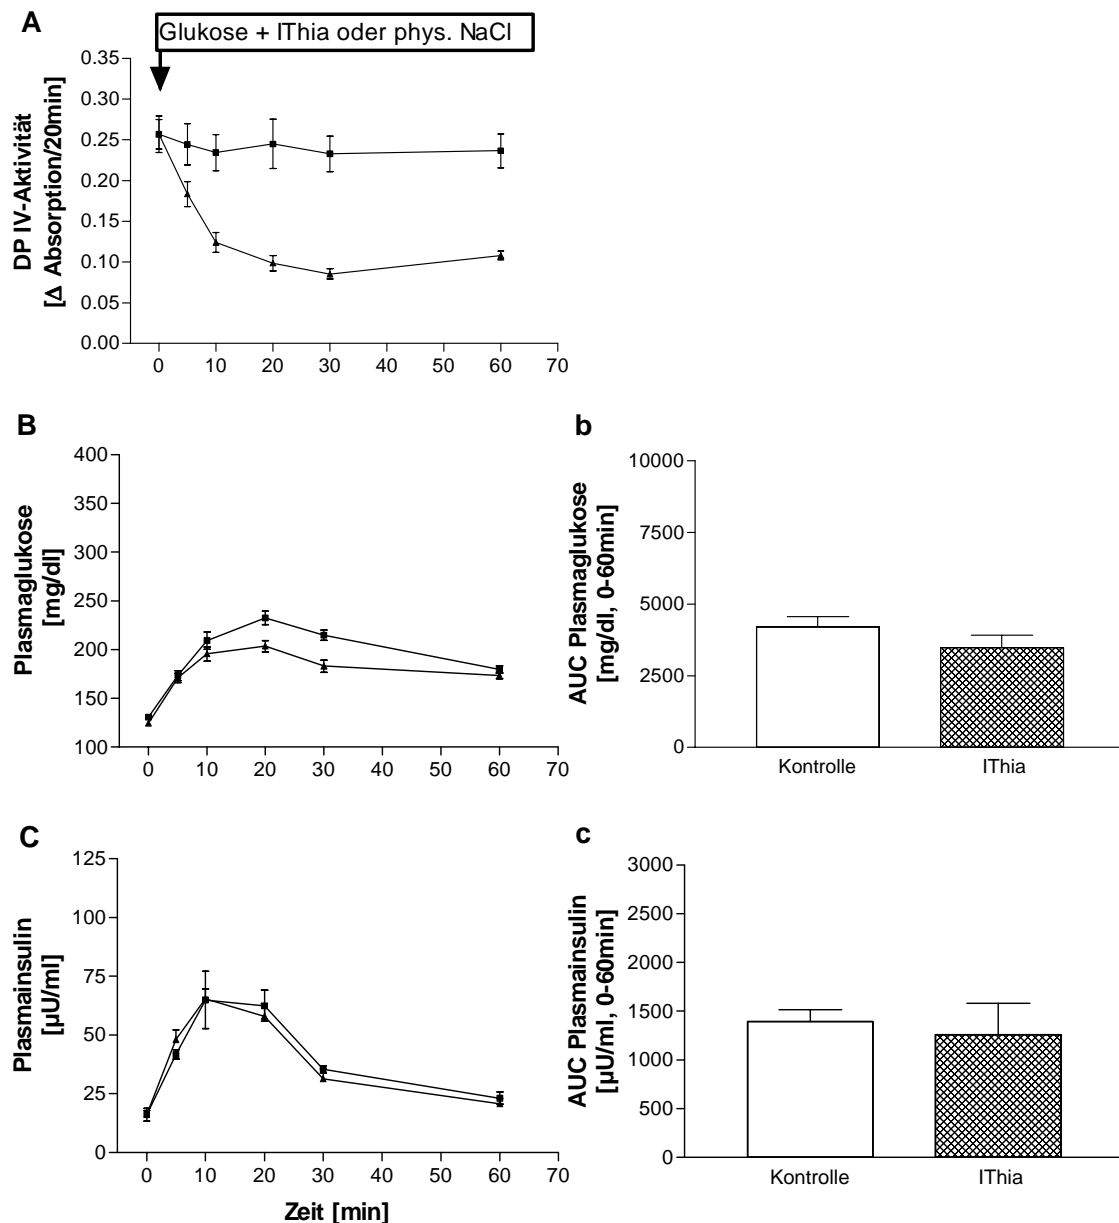 A
Glukose + IThia oder phys. NaCl
DP IV-Aktivität
[Δ Absorption/20min]
0.35
0.30
0.25
0.20
0.15
0.10
0.05
0.00
0 10 20 30 40 50 60 70
B
Plasmaglukose
[mg/dl]
400
350
300
250
200
150
100
0 10 20 30 40 50 60 70
b
AUC Plasmaglukose
[mg/dl, 0-60min]
10000
7500
5000
2500
0
Kontrolle IThia
C
Plasmainsulin
[µU/ml]
125
100
75
50
25
0
0 10 20 30 40 50 60 70
Zeit [min]
c
AUC Plasmainsulin
[µU/ml, 0-60min]
3000
2500
2000
1500
1000
500
0
Kontrolle IThia